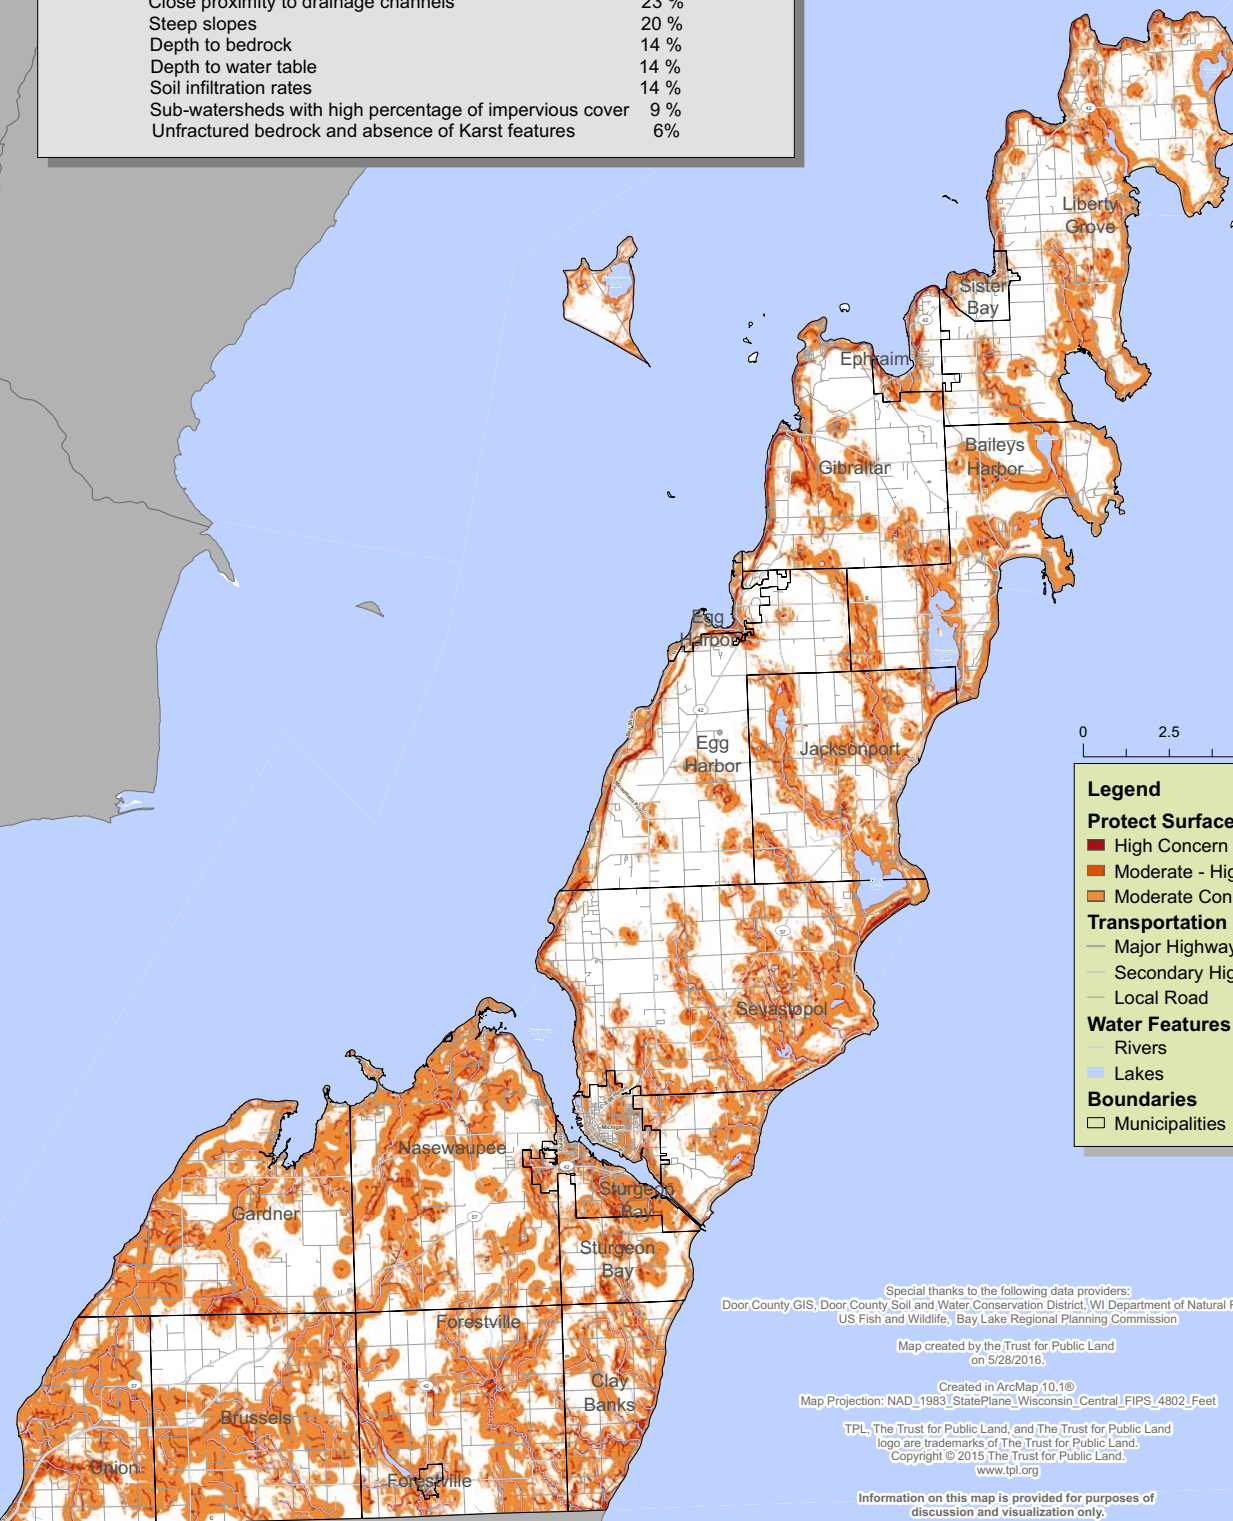 Close proximity to drainage channels 23 %
Steep slopes 20 %
Depth to bedrock 14 %
Depth to water table 14 %
Soil infiltration rates 14 %
Sub-watersheds with high percentage of impervious cover 9 %
Unfractured bedrock and absence of Karst features 6%
42
Liberty
Grove
Sister
Bay
42
Ephraim
Baileys
Harbor
Gibraltar
Egg
Harbor
E
42
Egg
Harbor
Jacksonport
57
Sevastopol
Michigan
Nasewaupee
42
Sturgeon
Bay
Gardner
57
Sturgeon
Bay
Forestville
57
42
Clay
Banks
Brussels
Union
Forestville
C
0 2.5
Legend
Protect Surface
High Concern
Moderate - Hig
Moderate Con
Transportation
Major Highway
Secondary Hig
Local Road
Water Features
Rivers
Lakes
Boundaries
Municipalities
Special thanks to the following data providers:
Door County GIS, Door County Soil and Water Conservation District, WI Department of Natural R
US Fish and Wildlife, Bay Lake Regional Planning Commission
Map created by the Trust for Public Land
on 5/28/2016.
Created in ArcMap 10.1®
Map Projection: NAD_1983_StatePlane_Wisconsin_Central_FIPS_4802_Feet
TPL, The Trust for Public Land, and The Trust for Public Land
logo are trademarks of The Trust for Public Land.
Copyright © 2015 The Trust for Public Land.
www.tpl.org
Information on this map is provided for purposes of
discussion and visualization only.